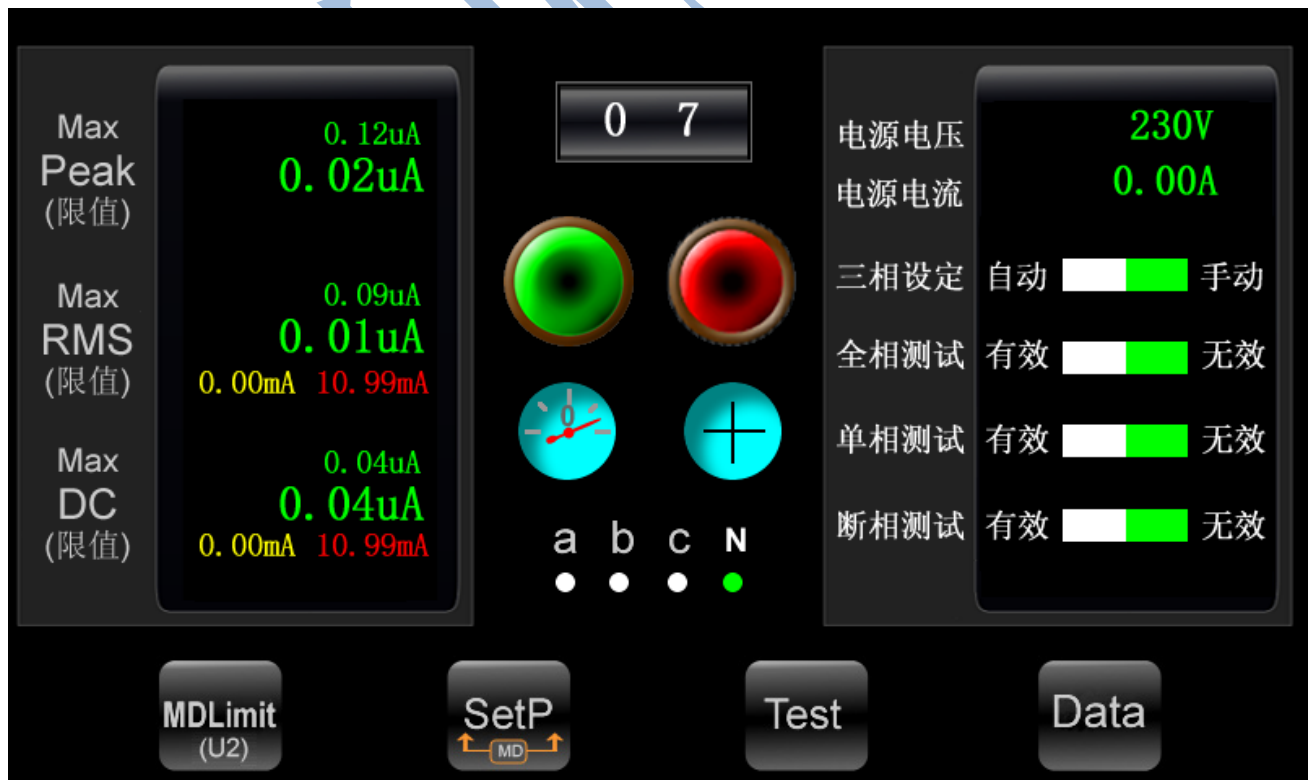 Max
0.12uA
Peak
0.02uA
(限值)
Max
0.09uA
RMS
0.01uA
(限值)
0.00mA 10.99mA
Max
0.04uA
DC
0.04uA
(限值)
0.00mA 10.99mA
0 7
0
a b c N
电源电压 230V
电源电流 0.00A
三相设定 自动 手动
全相测试 有效 无效
单相测试 有效 无效
断相测试 有效 无效
MDLimit
(U2)
SetP
MD
Test
Data